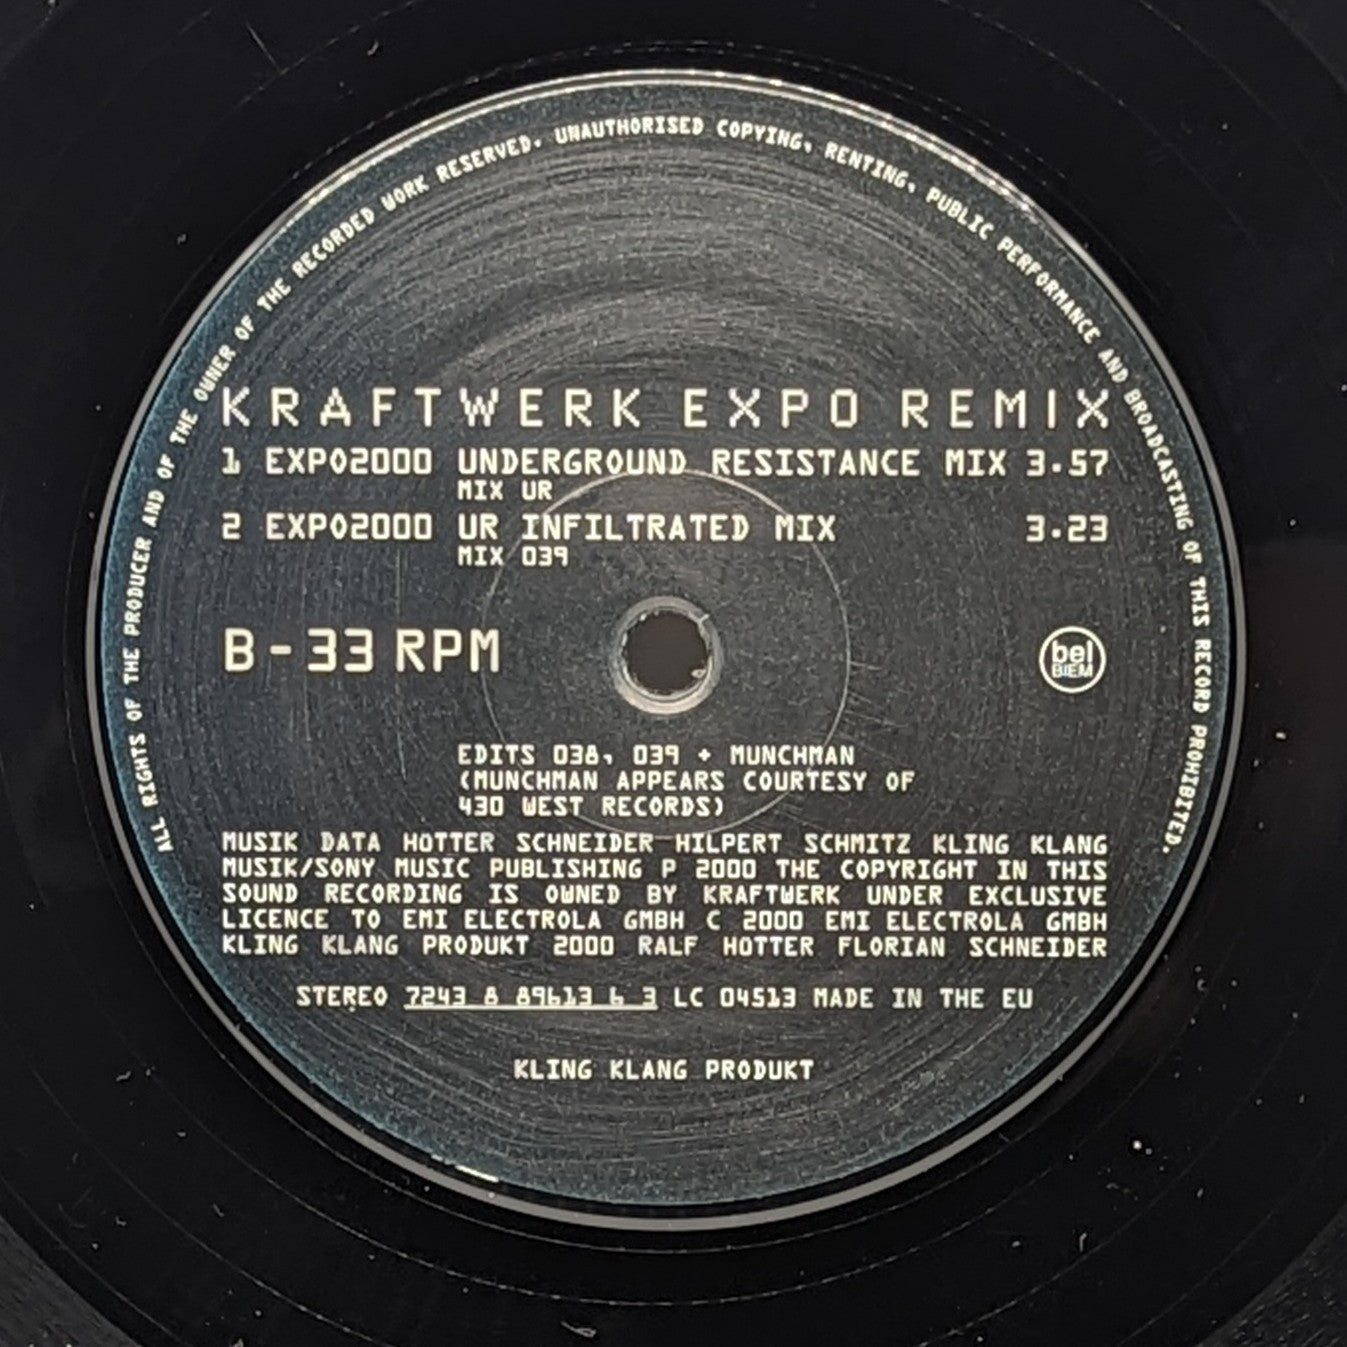 ALL RIGHTS OF THE PRODUCER AND OF THE OWNER OF THE RECORDED WORK RESERVED. UNAUTHORISED COPYING, RENTING, PUBLIC PERFORMANCE AND BROADCASTING OF THIS RECORD PROHIBITED.
KRAFTWERK EXPO REMIX
1 EXPO2000 UNDERGROUND RESISTANCE MIX 3.57
MIX UR
2 EXPO2000 UR INFILTRATED MIX 3.23
MIX 039
B-33 RPM
bel
BIEM
EDITS 038, 039 + MUNCHMAN
(MUNCHMAN APPEARS COURTESY OF
430 WEST RECORDS)
MUSIK DATA HÜTTER SCHNEIDER HILPERT SCHMITZ KLING KLANG
MUSIK/SONY MUSIC PUBLISHING P 2000 THE COPYRIGHT IN THIS
SOUND RECORDING IS OWNED BY KRAFTWERK UNDER EXCLUSIVE
LICENCE TO EMI ELECTROLA GMBH C 2000 EMI ELECTROLA GMBH
KLING KLANG PRODUKT 2000 RALF HÜTTER FLORIAN SCHNEIDER
STEREO 7243 8 89613 6 3 LC 04513 MADE IN THE EU
KLING KLANG PRODUKT